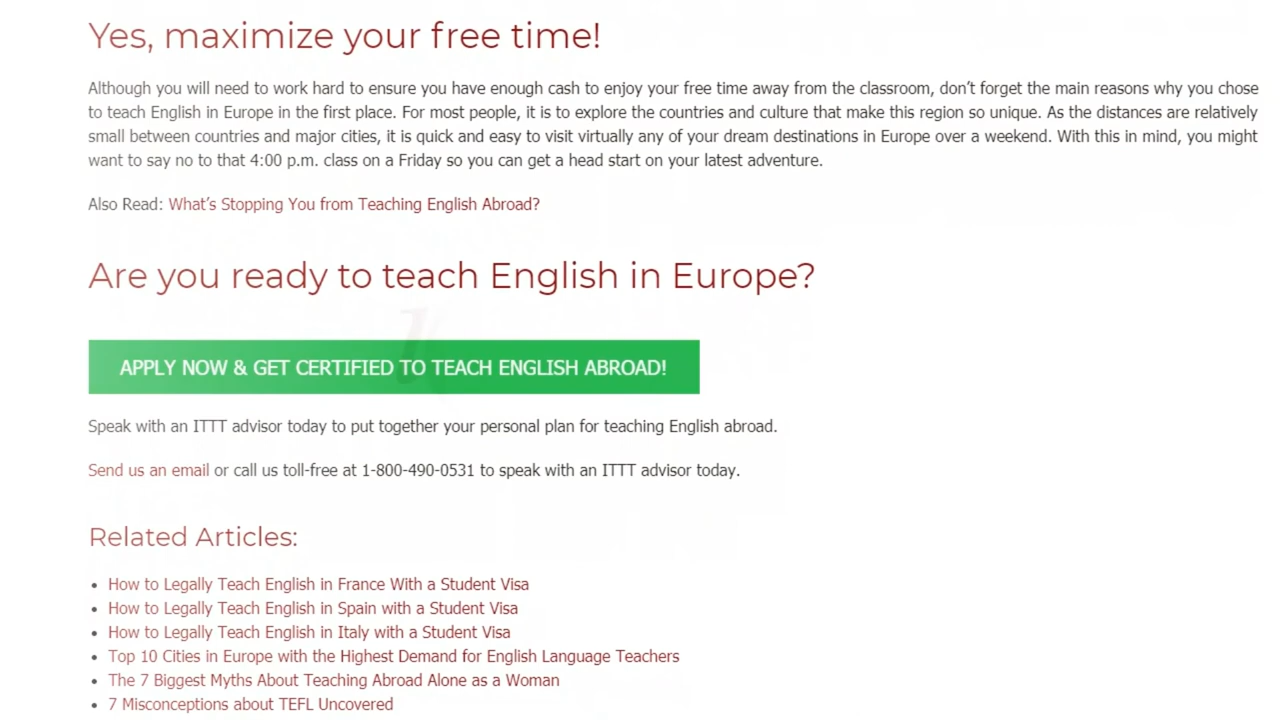 Yes, maximize your free time!
Although you will need to work hard to ensure you have enough cash to enjoy your free time away from the classroom, don’t forget the main reasons why you chose
to teach English in Europe in the first place. For most people, it is to explore the countries and culture that make this region so unique. As the distances are relatively
small between countries and major cities, it is quick and easy to visit virtually any of your dream destinations in Europe over a weekend. With this in mind, you might
want to say no to that 4:00 p.m. class on a Friday so you can get a head start on your latest adventure.
Also Read: What’s Stopping You from Teaching English Abroad?
Are you ready to teach English in Europe?
APPLY NOW & GET CERTIFIED TO TEACH ENGLISH ABROAD!
Speak with an ITTT advisor today to put together your personal plan for teaching English abroad.
Send us an email or call us toll-free at 1-800-490-0531 to speak with an ITTT advisor today.
Related Articles:
• How to Legally Teach English in France With a Student Visa
• How to Legally Teach English in Spain with a Student Visa
• How to Legally Teach English in Italy with a Student Visa
• Top 10 Cities in Europe with the Highest Demand for English Language Teachers
• The 7 Biggest Myths About Teaching Abroad Alone as a Woman
• 7 Misconceptions about TEFL Uncovered